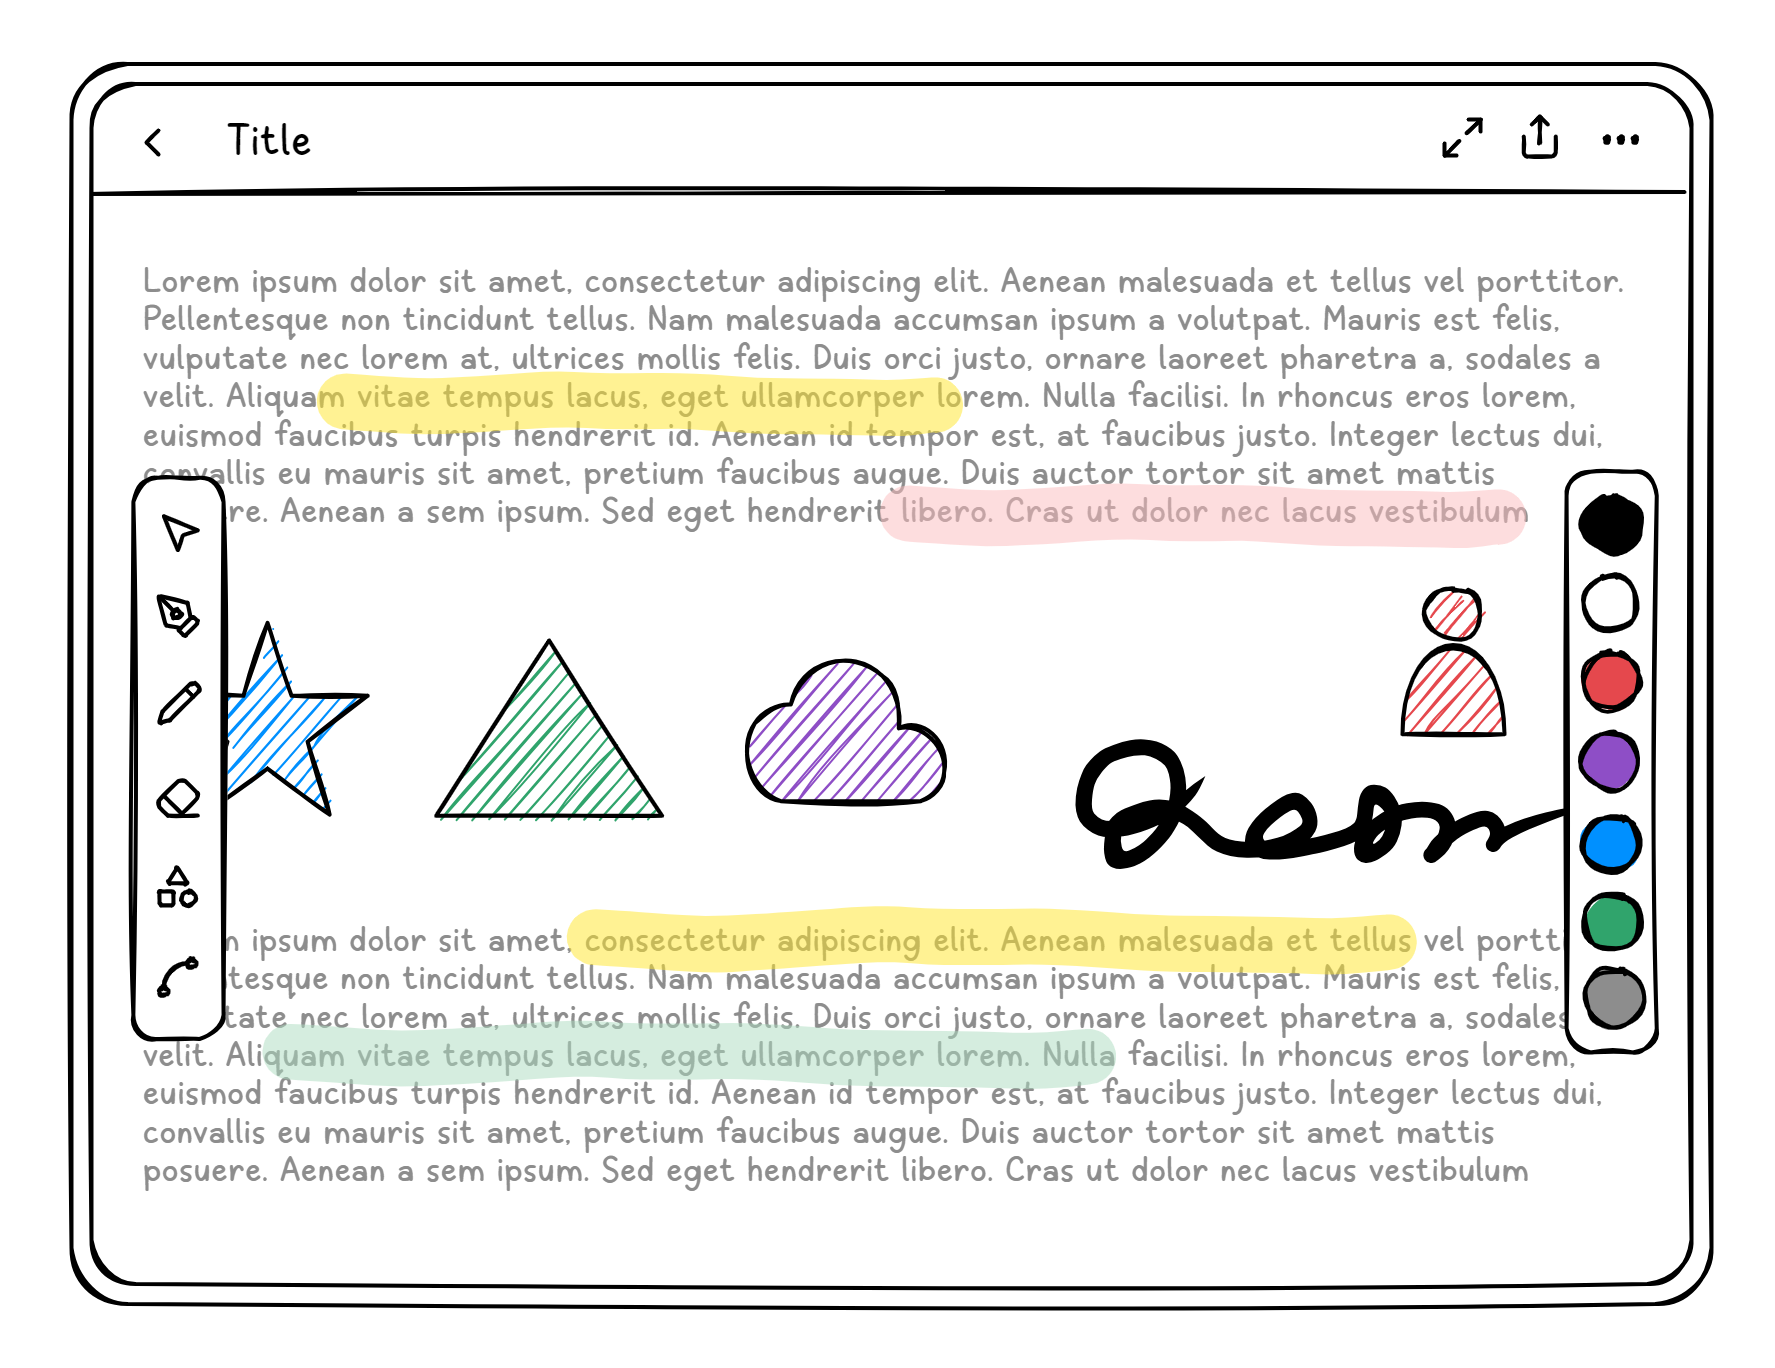 Title
Lorem ipsum dolor sit amet, consectetur adipiscing elit. Aenean malesuada et tellus vel porttitor.
Pellentesque non tincidunt tellus. Nam malesuada accumsan ipsum a volutpat. Mauris est felis,
vulputate nec lorem at, ultrices mollis felis. Duis orci justo, ornare laoreet pharetra a, sodales a
velit. Aliquam vitae tempus lacus, eget ullamcorper lorem. Nulla facilisi. In rhoncus eros lorem,
euismod faucibus turpis hendrerit id. Aenean id tempor est, at faucibus justo. Integer lectus dui,
convallis eu mauris sit amet, pretium faucibus augue. Duis auctor tortor sit amet mattis
re. Aenean a sem ipsum. Sed eget hendrerit libero. Cras ut dolor nec lacus vestibulum
ipsum dolor sit amet, consectetur adipiscing elit. Aenean malesuada et tellus vel portti
tesque non tincidunt tellus. Nam malesuada accumsan ipsum a volutpat. Mauris est felis,
tate nec lorem at, ultrices mollis felis. Duis orci justo, ornare laoreet pharetra a, sodales
velit. Aliquam vitae tempus lacus, eget ullamcorper lorem. Nulla facilisi. In rhoncus eros lorem,
euismod faucibus turpis hendrerit id. Aenean id tempor est, at faucibus justo. Integer lectus dui,
convallis eu mauris sit amet, pretium faucibus augue. Duis auctor tortor sit amet mattis
posuere. Aenean a sem ipsum. Sed eget hendrerit libero. Cras ut dolor nec lacus vestibulum